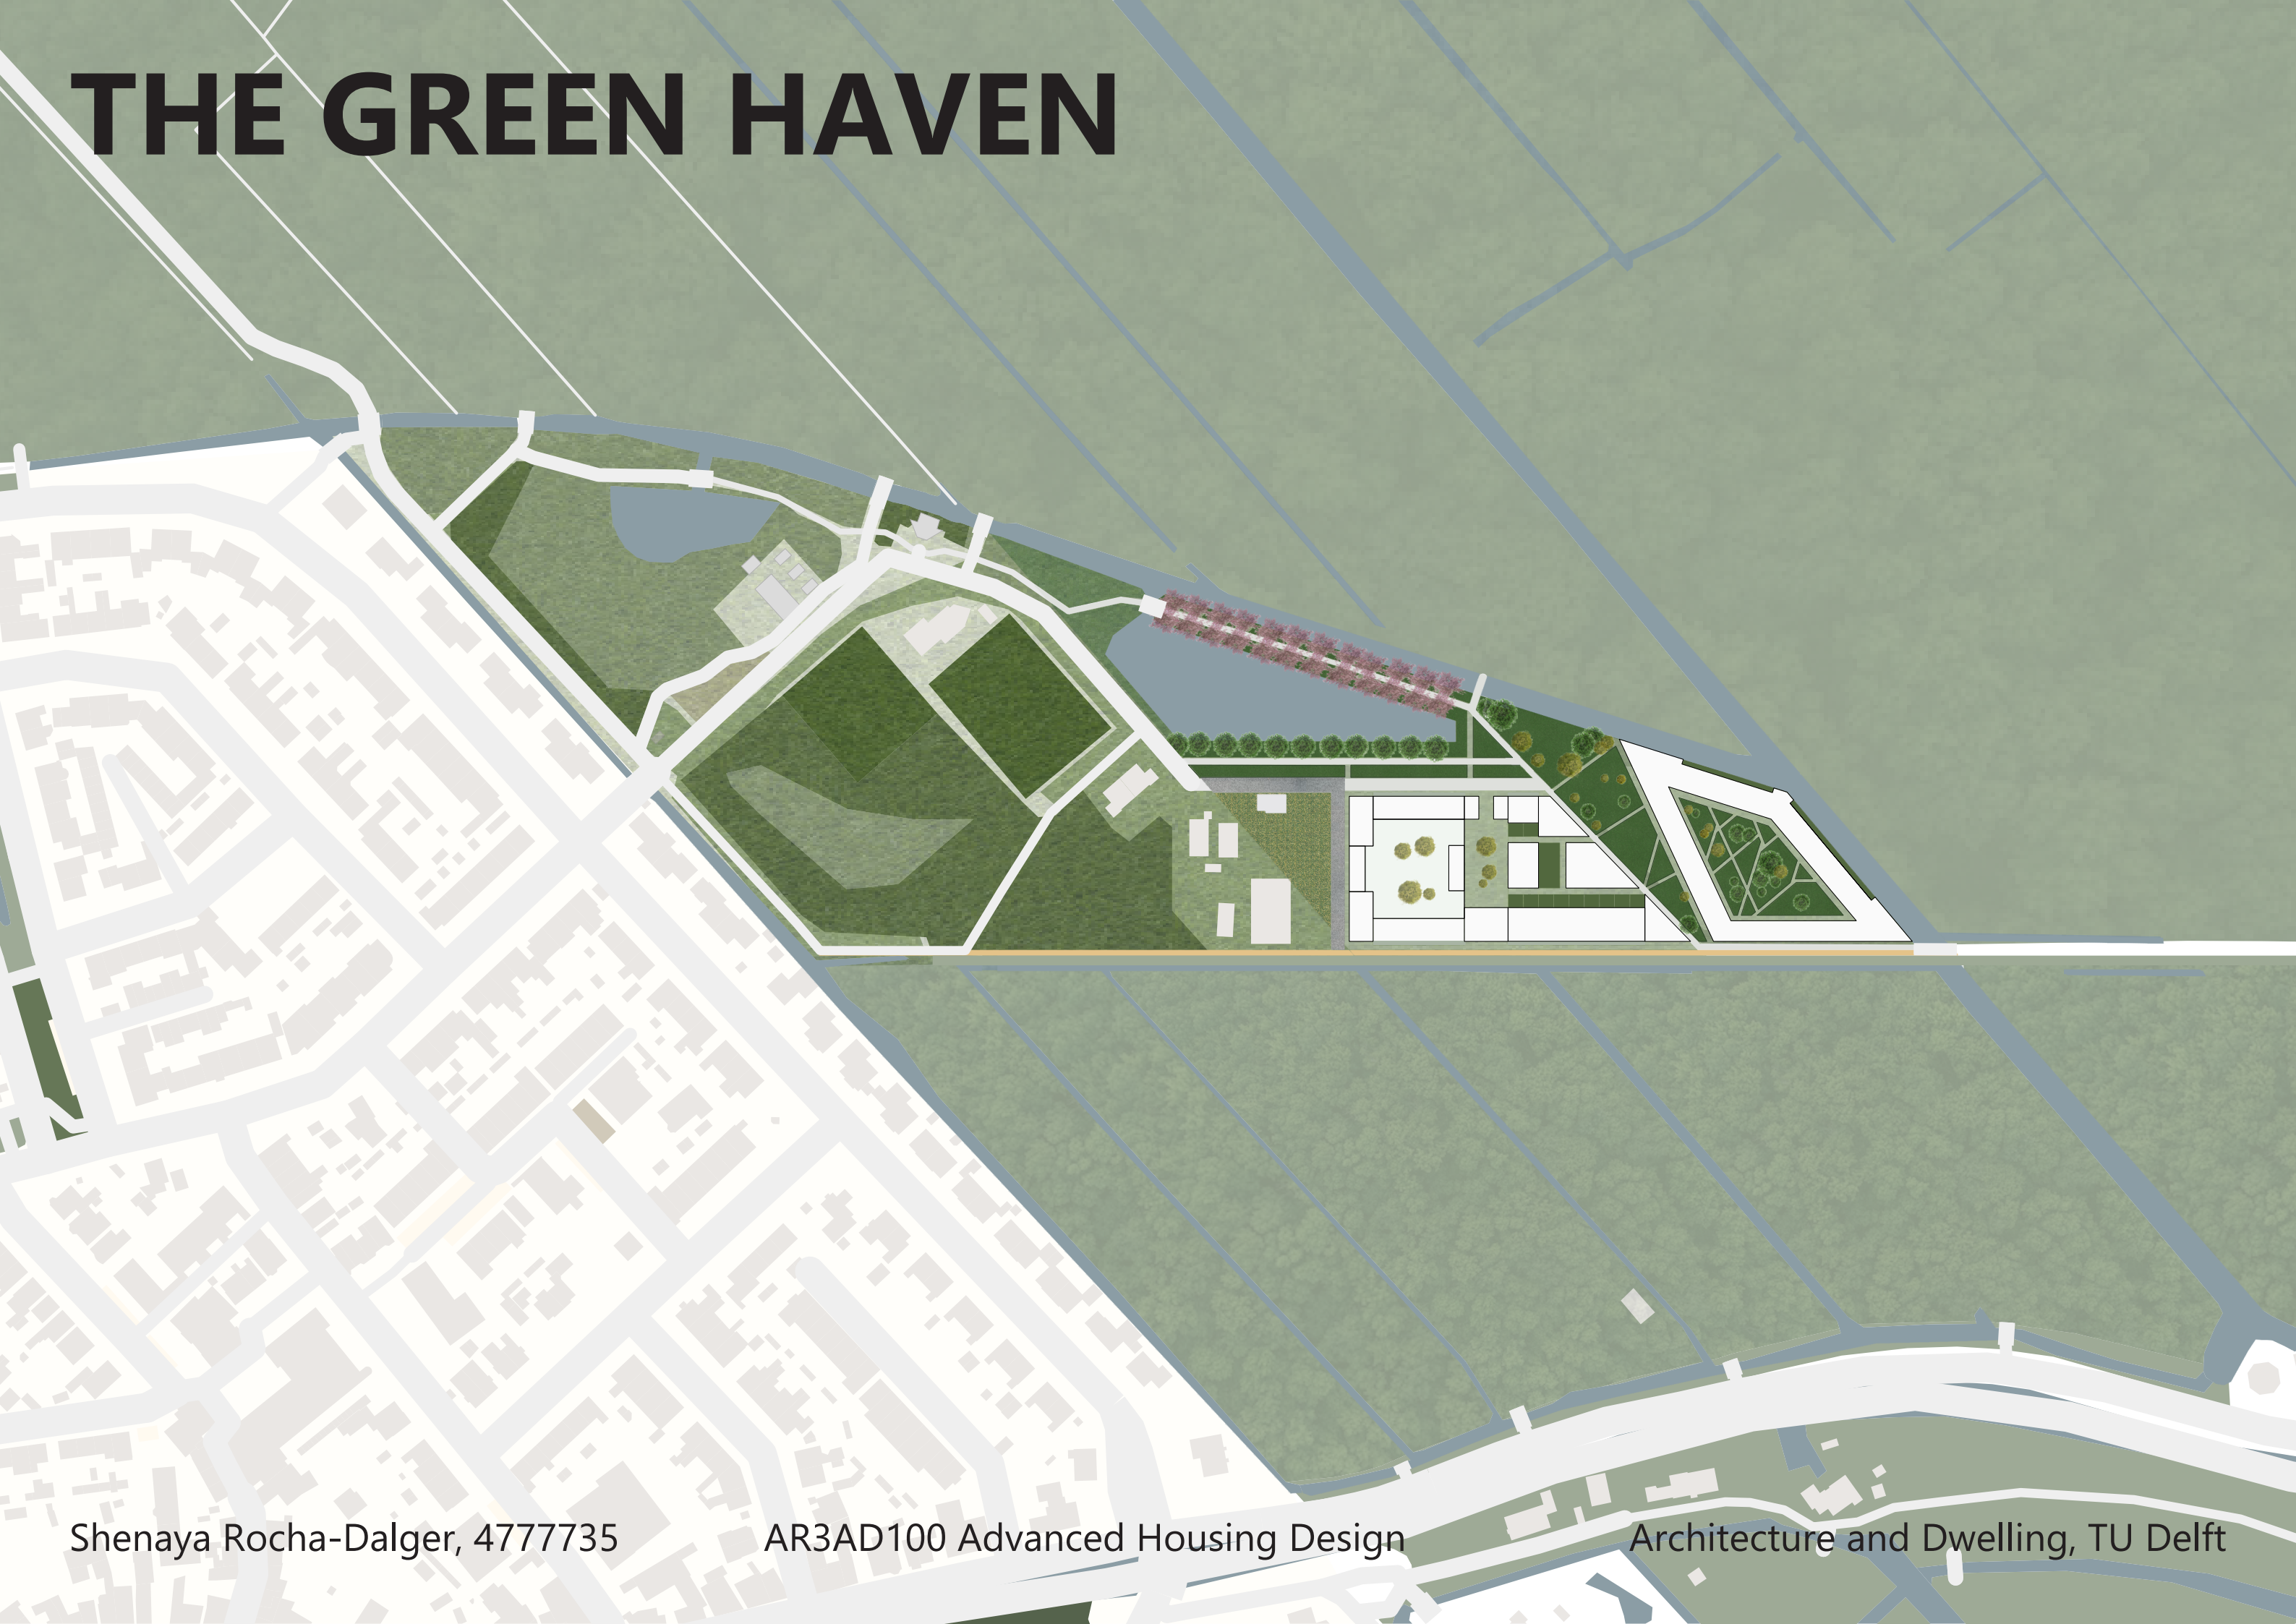 THE GREEN HAVEN
Shenaya Rocha-Dalger, 4777735
AR3AD100 Advanced Housing Design
Architecture and Dwelling, TU Delft